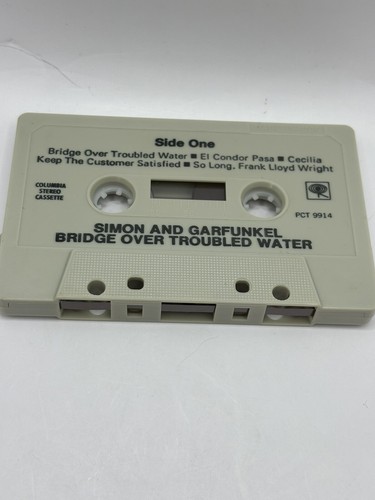 Side One
Bridge Over Troubled Water ■ El Condor Pasa ■ Cecilia
Keep The Customer Satisfied ■ So Long, Frank Lloyd Wright
COLUMBIA
STEREO
CASSETTE
PCT 9914
SIMON AND GARFUNKEL
BRIDGE OVER TROUBLED WATER